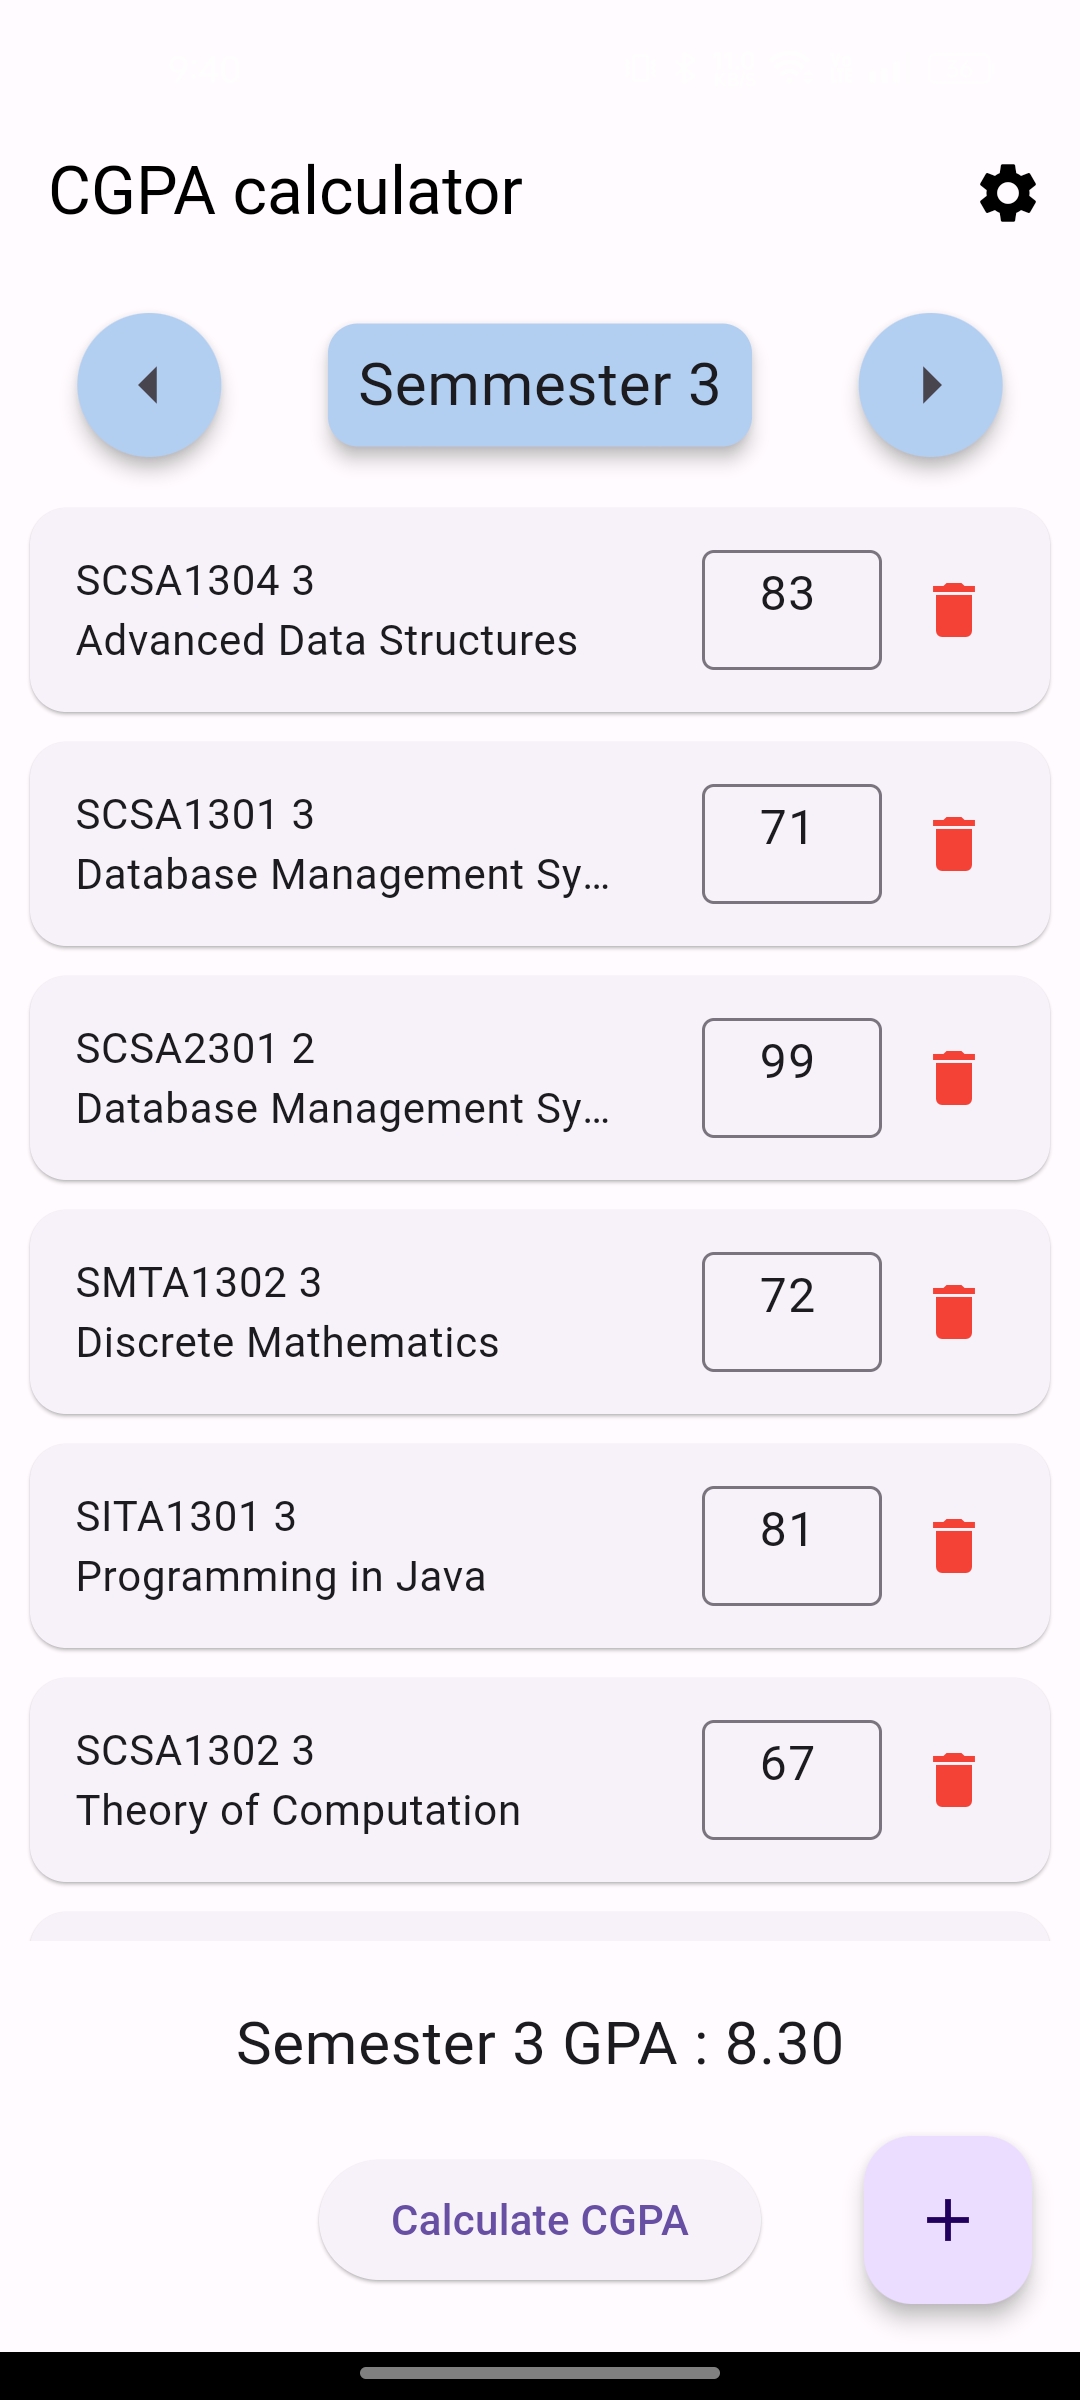 CGPA calculator
Semmester 3
SCSA1304 3
Advanced Data Structures
83
SCSA1301 3
Database Management Sy...
71
SCSA2301 2
Database Management Sy...
99
SMTA1302 3
Discrete Mathematics
72
SITA1301 3
Programming in Java
81
SCSA1302 3
Theory of Computation
67
Semester 3 GPA : 8.30
Calculate CGPA